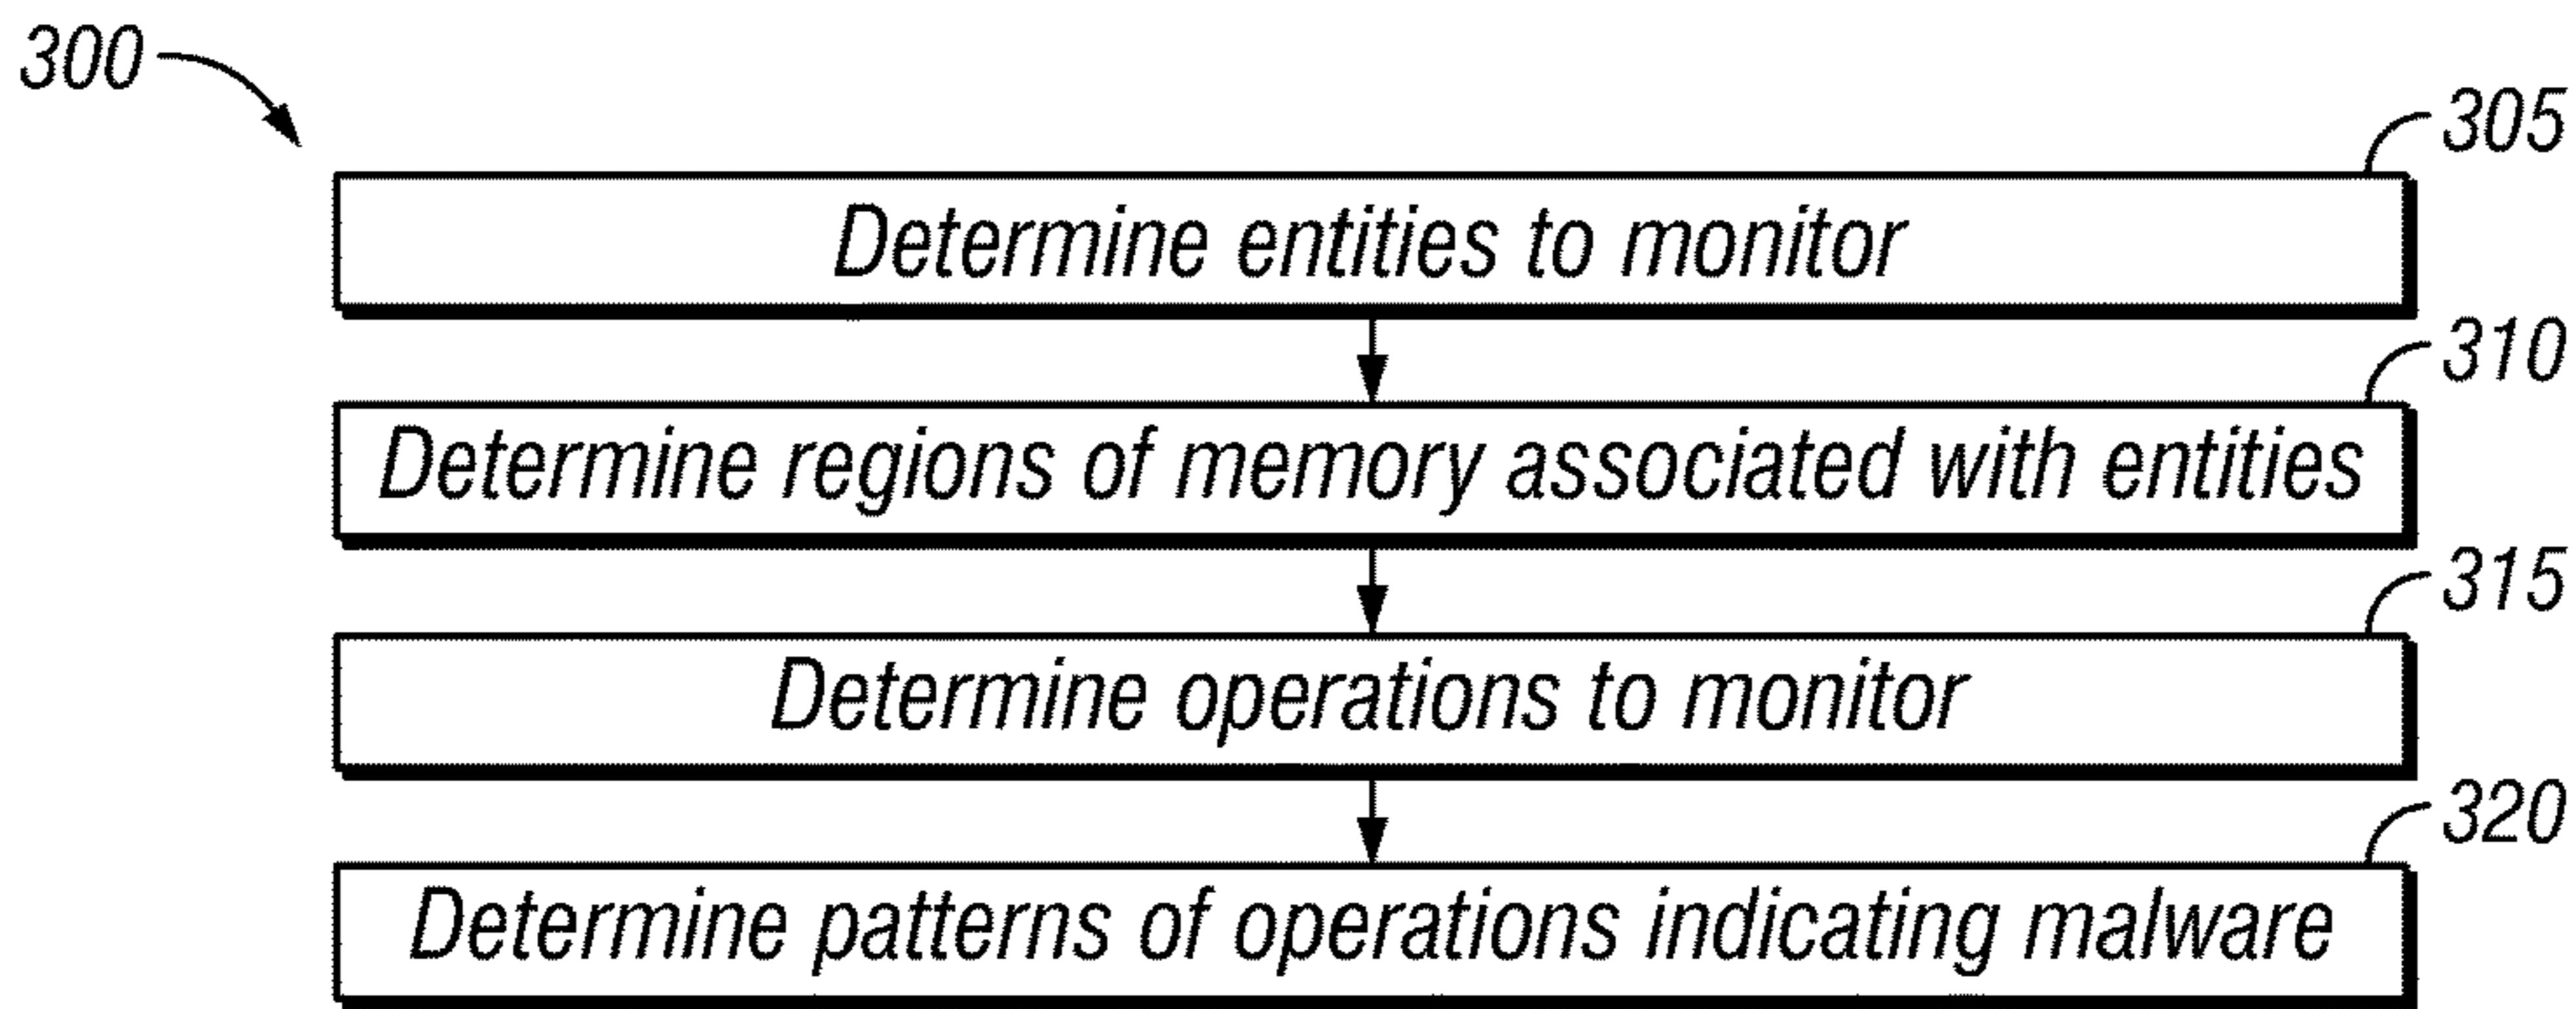 300
305
Determine entities to monitor
310
Determine regions of memory associated with entities
315
Determine operations to monitor
320
Determine patterns of operations indicating malware